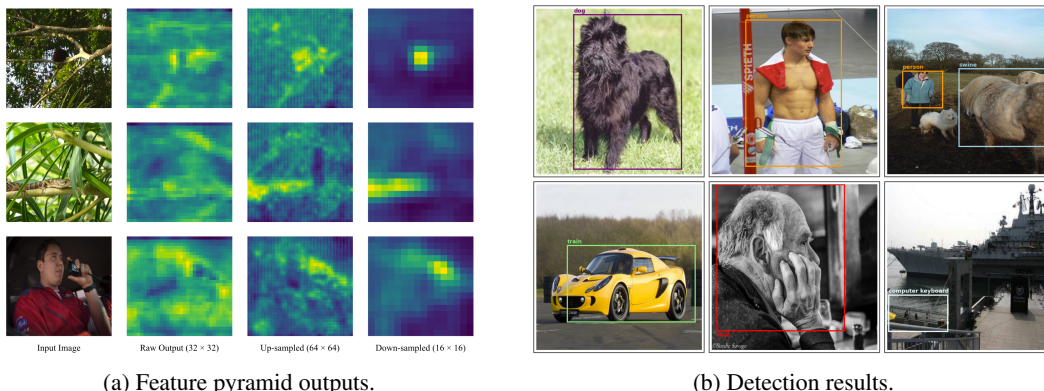 dog
person
SPIETH
person
swine
train
computer keyboard
Input Image
Raw Output (32 × 32)
Up-sampled (64 × 64)
Down-sampled (16 × 16)
(a) Feature pyramid outputs.
(b) Detection results.